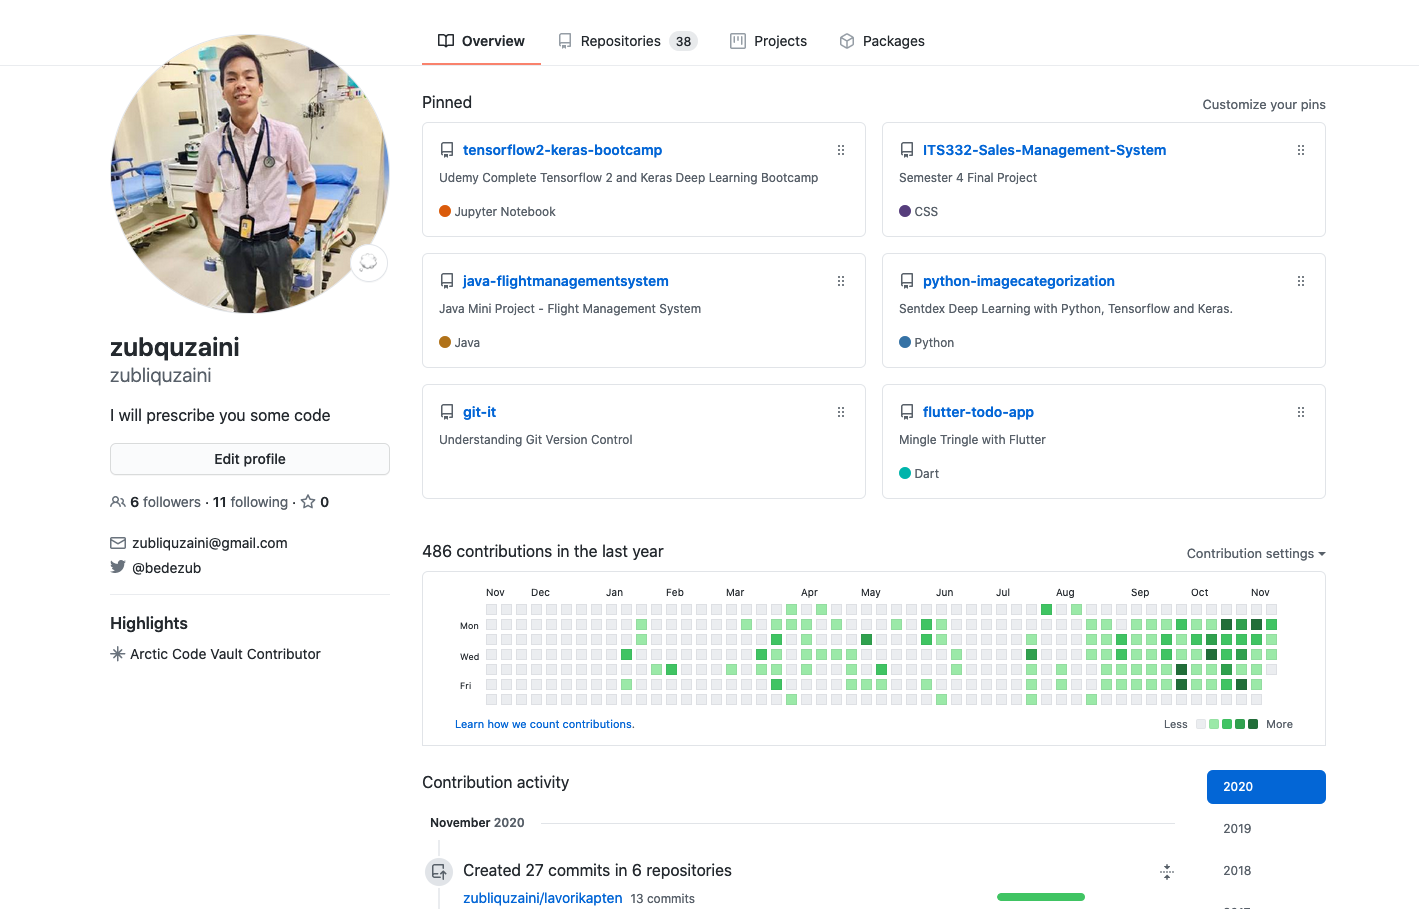 Overview
Repositories 38
Projects
Packages
zubquzaini
zubliquzaini
I will prescribe you some code
Edit profile
6 followers · 11 following · 0
zubliquzaini@gmail.com
@bedezub
Highlights
Arctic Code Vault Contributor
Pinned
Customize your pins
tensorflow2-keras-bootcamp
Udemy Complete Tensorflow 2 and Keras Deep Learning Bootcamp
Jupyter Notebook
ITS332-Sales-Management-System
Semester 4 Final Project
CSS
java-flightmanagementsystem
Java Mini Project - Flight Management System
Java
python-imagecategorization
Sentdex Deep Learning with Python, Tensorflow and Keras.
Python
git-it
Understanding Git Version Control
flutter-todo-app
Mingle Tringle with Flutter
Dart
486 contributions in the last year
Contribution settings
Nov Dec Jan Feb Mar Apr May Jun Jul Aug Sep Oct Nov
Mon
Wed
Fri
Learn how we count contributions.
Less More
Contribution activity
2020
2019
2018
November 2020
Created 27 commits in 6 repositories
zubliquzaini/lavorikapten 13 commits